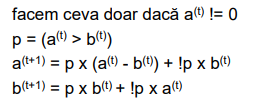 facem ceva doar dacă a⁽ᵗ⁾ != 0
p = (a⁽ᵗ⁾ > b⁽ᵗ⁾)
a⁽ᵗ⁺¹⁾ = p x (a⁽ᵗ⁾ - b⁽ᵗ⁾) + !p x b⁽ᵗ⁾
b⁽ᵗ⁺¹⁾ = p x b⁽ᵗ⁾ + !p x a⁽ᵗ⁾